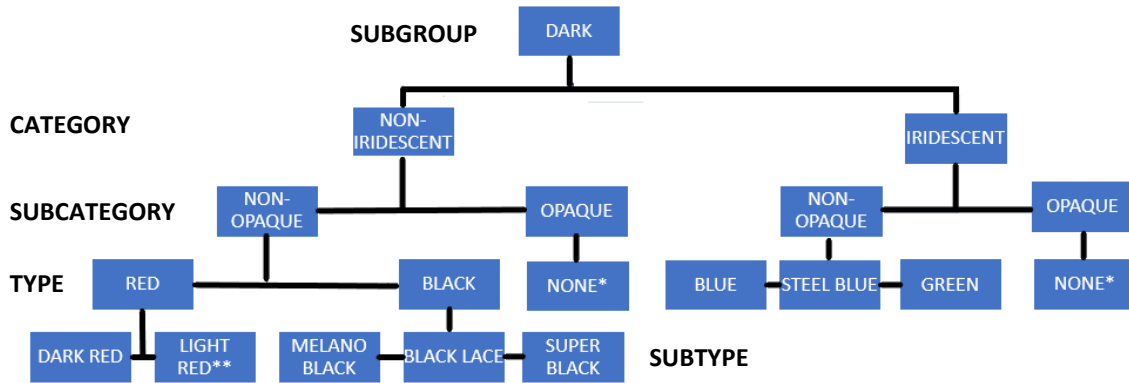 SUBGROUP
DARK
CATEGORY
NON-
IRIDESCENT
IRIDESCENT
SUBCATEGORY
NON-
OPAQUE
OPAQUE
NON-
OPAQUE
OPAQUE
TYPE
RED
BLACK
NONE*
BLUE
STEEL BLUE
GREEN
NONE*
DARK RED
LIGHT
RED**
MELANO
BLACK
BLACK LACE
SUPER
BLACK
SUBTYPE